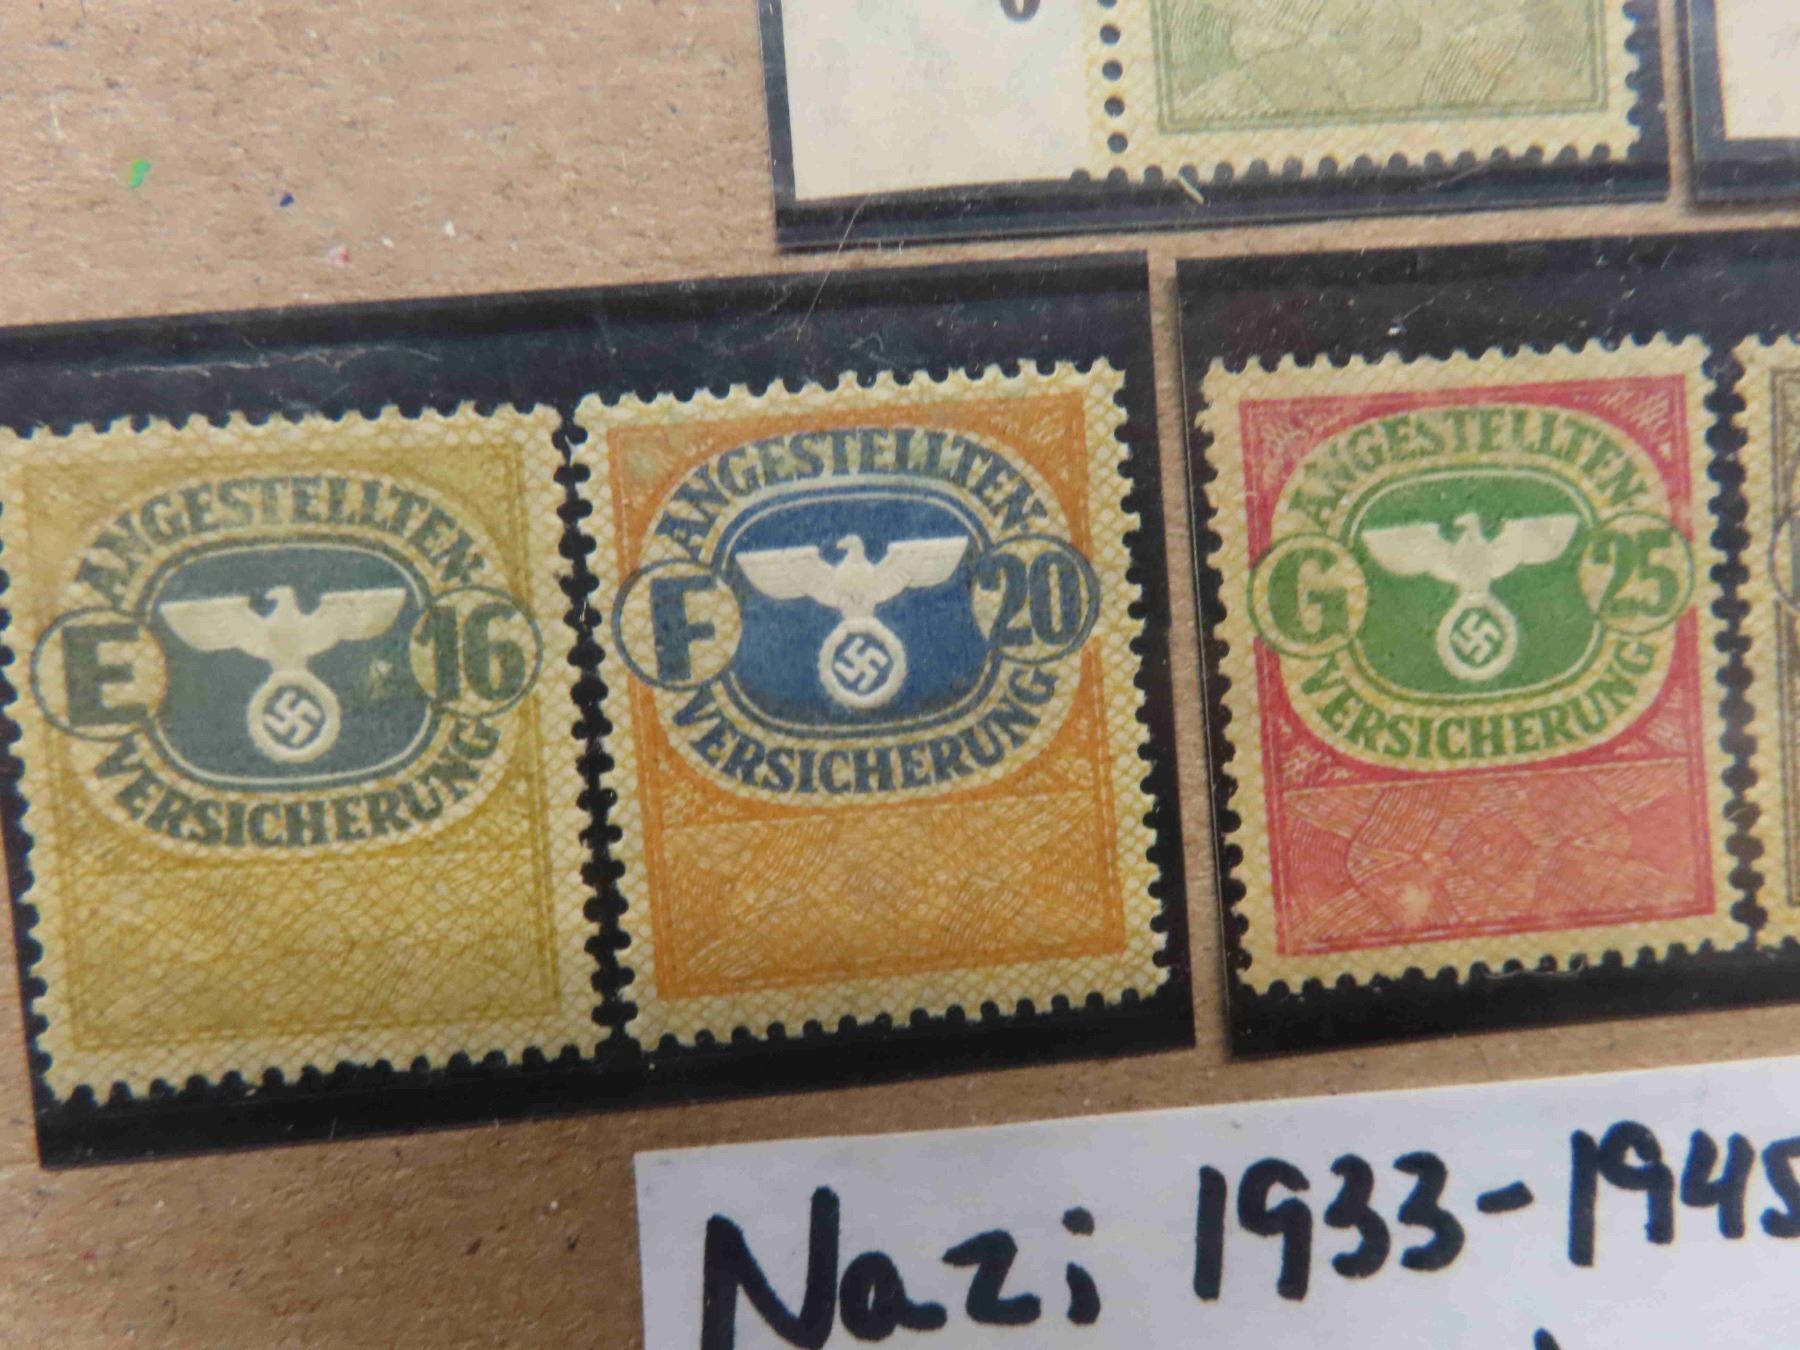 ANGESTELLTEN
E 16
VERSICHERUNG
ANGESTELLTEN
F 20
VERSICHERUNG
ANGESTELLTEN
G 25
VERSICHERUNG
Nazi 1933-1945